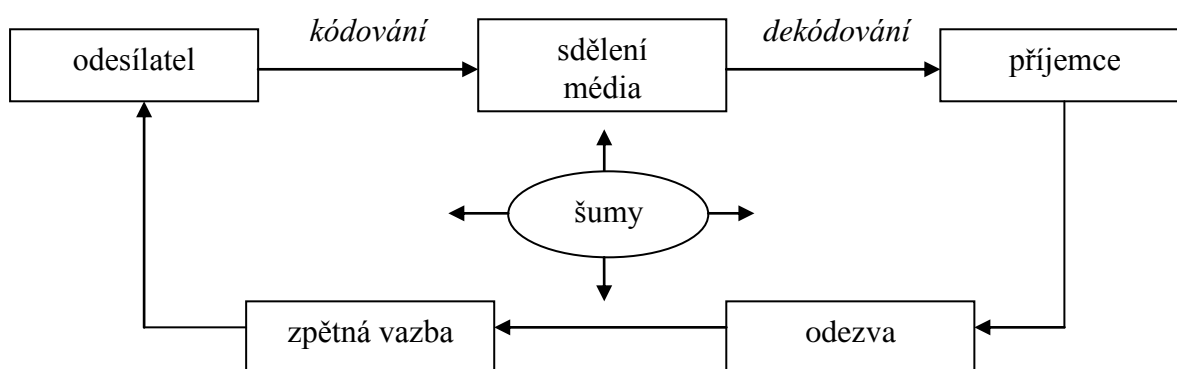 kódování
dekódování
odesílatel
sdělení
média
příjemce
šumy
zpětná vazba
odezva